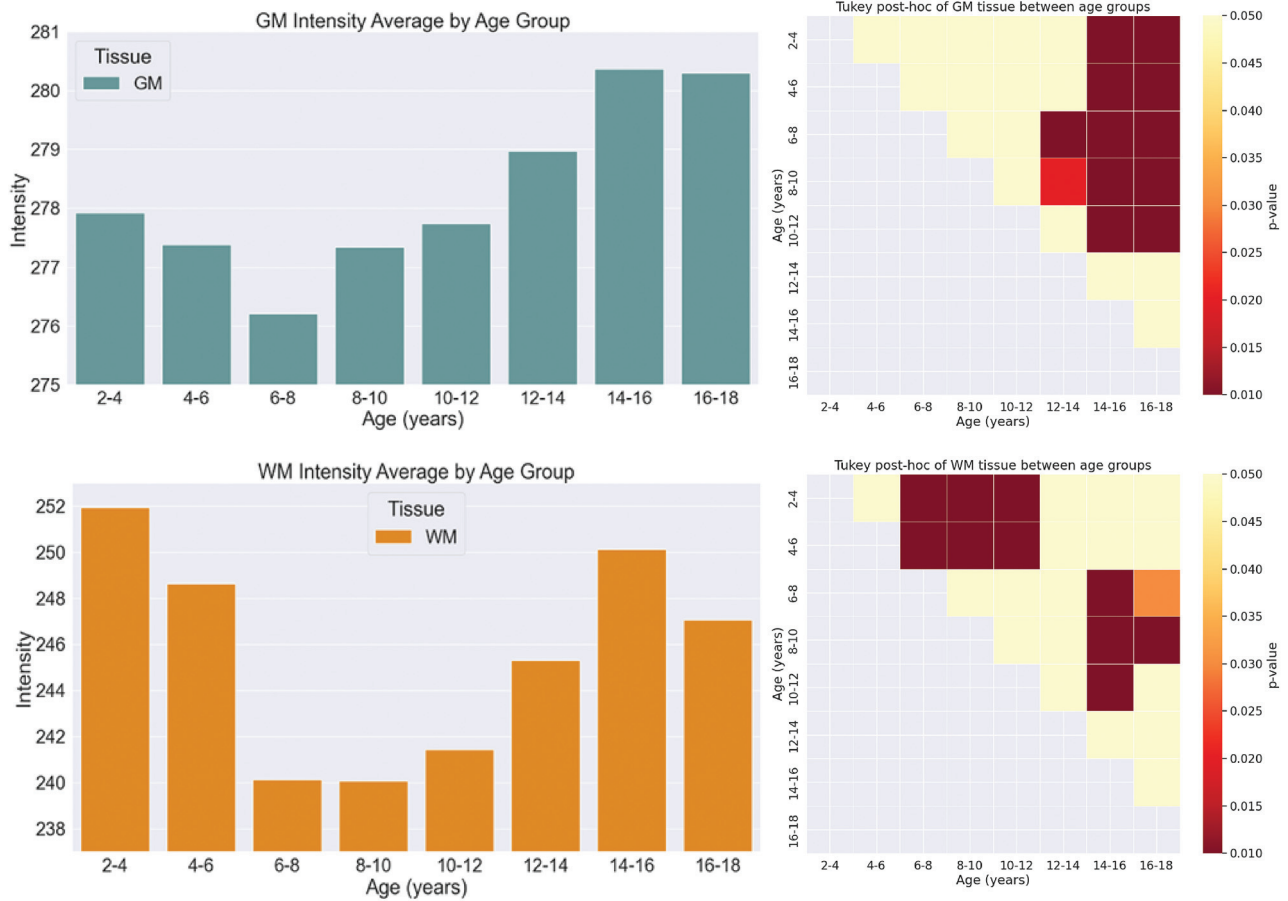 GM Intensity Average by Age Group
281
280
279
278
277
276
275
Intensity
Tissue
GM
2-4 4-6 6-8 8-10 10-12 12-14 14-16 16-18
Age (years)
Tukey post-hoc of GM tissue between age groups
2-4
4-6
6-8
8-10
10-12
12-14
14-16
16-18
Age (years)
2-4 4-6 6-8 8-10 10-12 12-14 14-16 16-18
Age (years)
0.050
0.045
0.040
0.035
0.030
0.025
0.020
0.015
0.010
p-value
WM Intensity Average by Age Group
252
250
248
246
244
242
240
238
Intensity
Tissue
WM
2-4 4-6 6-8 8-10 10-12 12-14 14-16 16-18
Age (years)
Tukey post-hoc of WM tissue between age groups
2-4
4-6
6-8
8-10
10-12
12-14
14-16
16-18
Age (years)
2-4 4-6 6-8 8-10 10-12 12-14 14-16 16-18
Age (years)
0.050
0.045
0.040
0.035
0.030
0.025
0.020
0.015
0.010
p-value